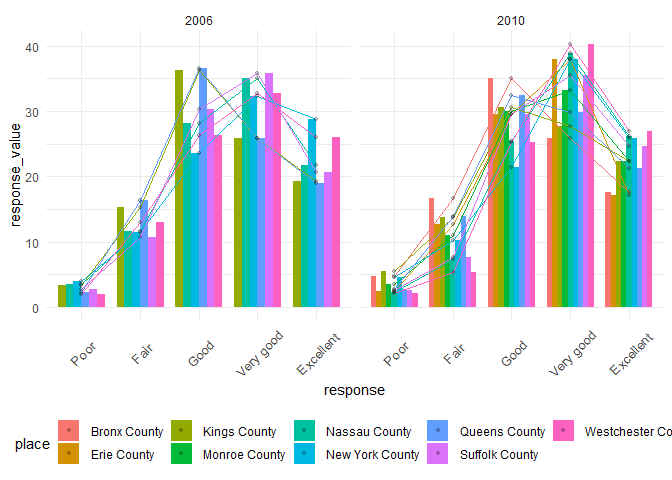 2006
2010
response_value
40
30
20
10
0
Poor
Fair
Good
Very good
Excellent
Poor
Fair
Good
Very good
Excellent
response
place
Bronx County
Kings County
Nassau County
Queens County
Westchester Co
Erie County
Monroe County
New York County
Suffolk County